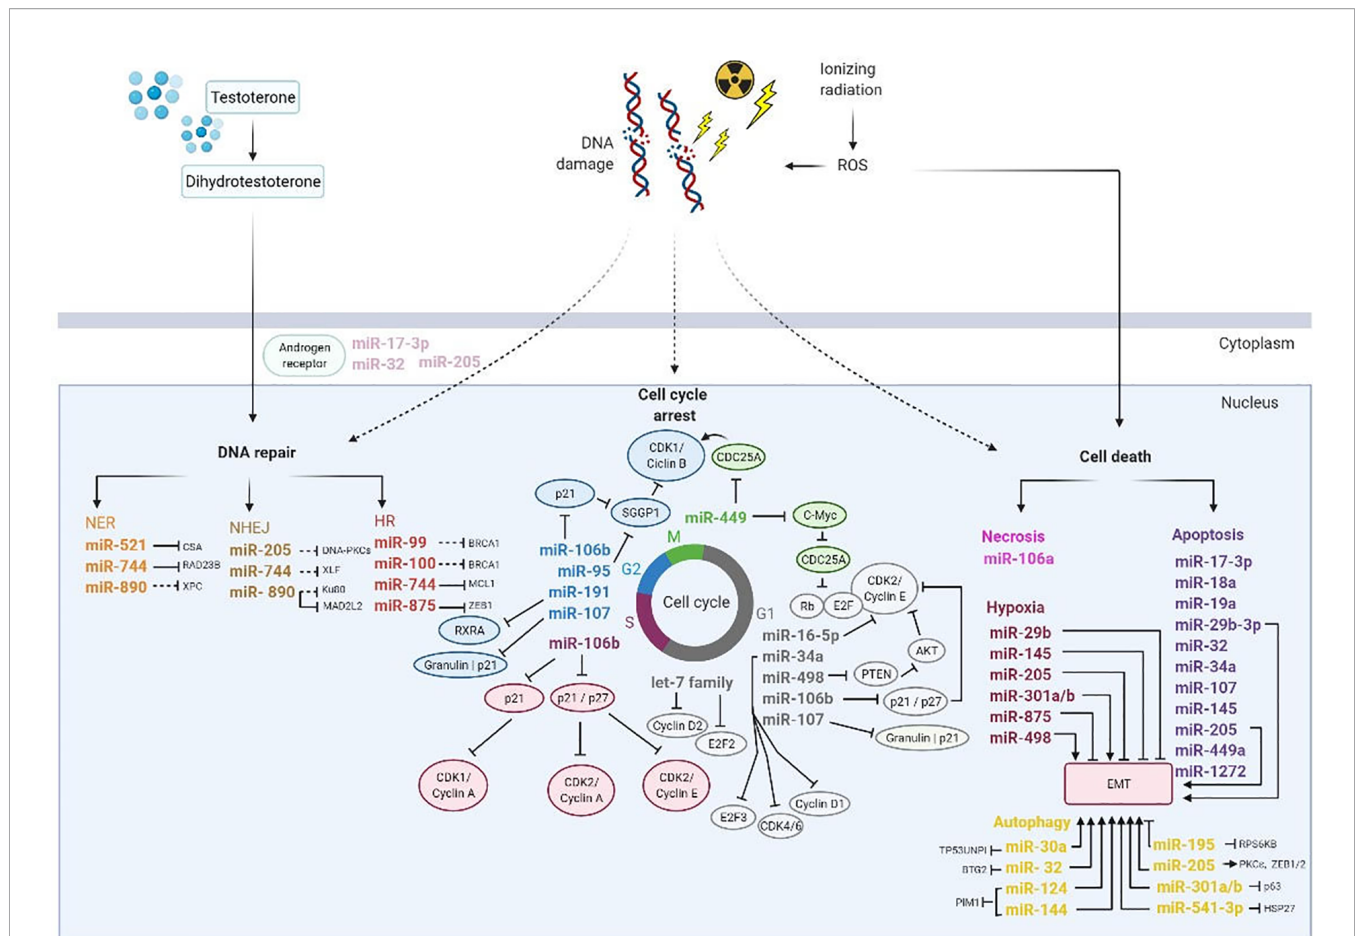 Testoterone
Dihydrotestoterone
DNA
damage
Ionizing
radiation
ROS
Androgen
receptor
miR-17-3p
miR-32 miR-205
Cytoplasm
Nucleus
Cell cycle
arrest
DNA repair
Cell death
NER
miR-521 CSA
miR-744 RAD23B
miR-890 XPC
NHEJ
miR-205 DNA-PKCs
miR-744 XLF
miR- 890 Ku80
MAD2L2
HR
miR-99 BRCA1
miR-100 BRCA1
miR-744 MCL1
miR-875 ZEB1
CDK1/
Ciclin B
CDC25A
p21
SGGP1
miR-449
C-Myc
CDC25A
Rb
E2F
CDK2/
Cyclin E
miR-106b
miR-95
miR-191
miR-107
RXRA
Granulin | p21
M
G2
S
G1
Cell cycle
miR-106b
p21
p21 / p27
CDK1/
Cyclin A
CDK2/
Cyclin A
CDK2/
Cyclin E
let-7 family
Cyclin D2
E2F2
miR-16-5p
miR-34a
miR-498
miR-106b
miR-107
PTEN
AKT
p21 / p27
Granulin | p21
E2F3
CDK4/6
Cyclin D1
Necrosis
miR-106a
Hypoxia
miR-29b
miR-145
miR-205
miR-301a/b
miR-875
miR-498
Apoptosis
miR-17-3p
miR-18a
miR-19a
miR-29b-3p
miR-32
miR-34a
miR-107
miR-145
miR-205
miR-449a
miR-1272
EMT
Autophagy
TP53UNPI miR-30a
BTG2 miR- 32
miR-124
PIM1
miR-144
miR-195 RPS6KB
miR-205 PKCε, ZEB1/2
miR-301a/b p63
miR-541-3p HSP27